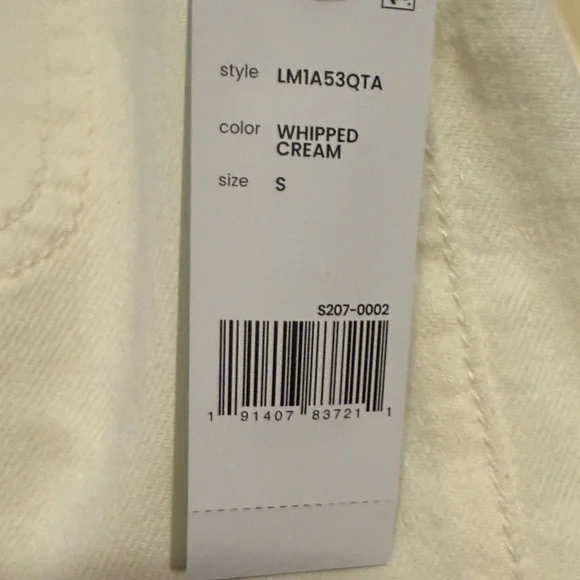 style LM1A53QTA
color WHIPPED
CREAM
size S
S207-0002
1 91407 83721 1